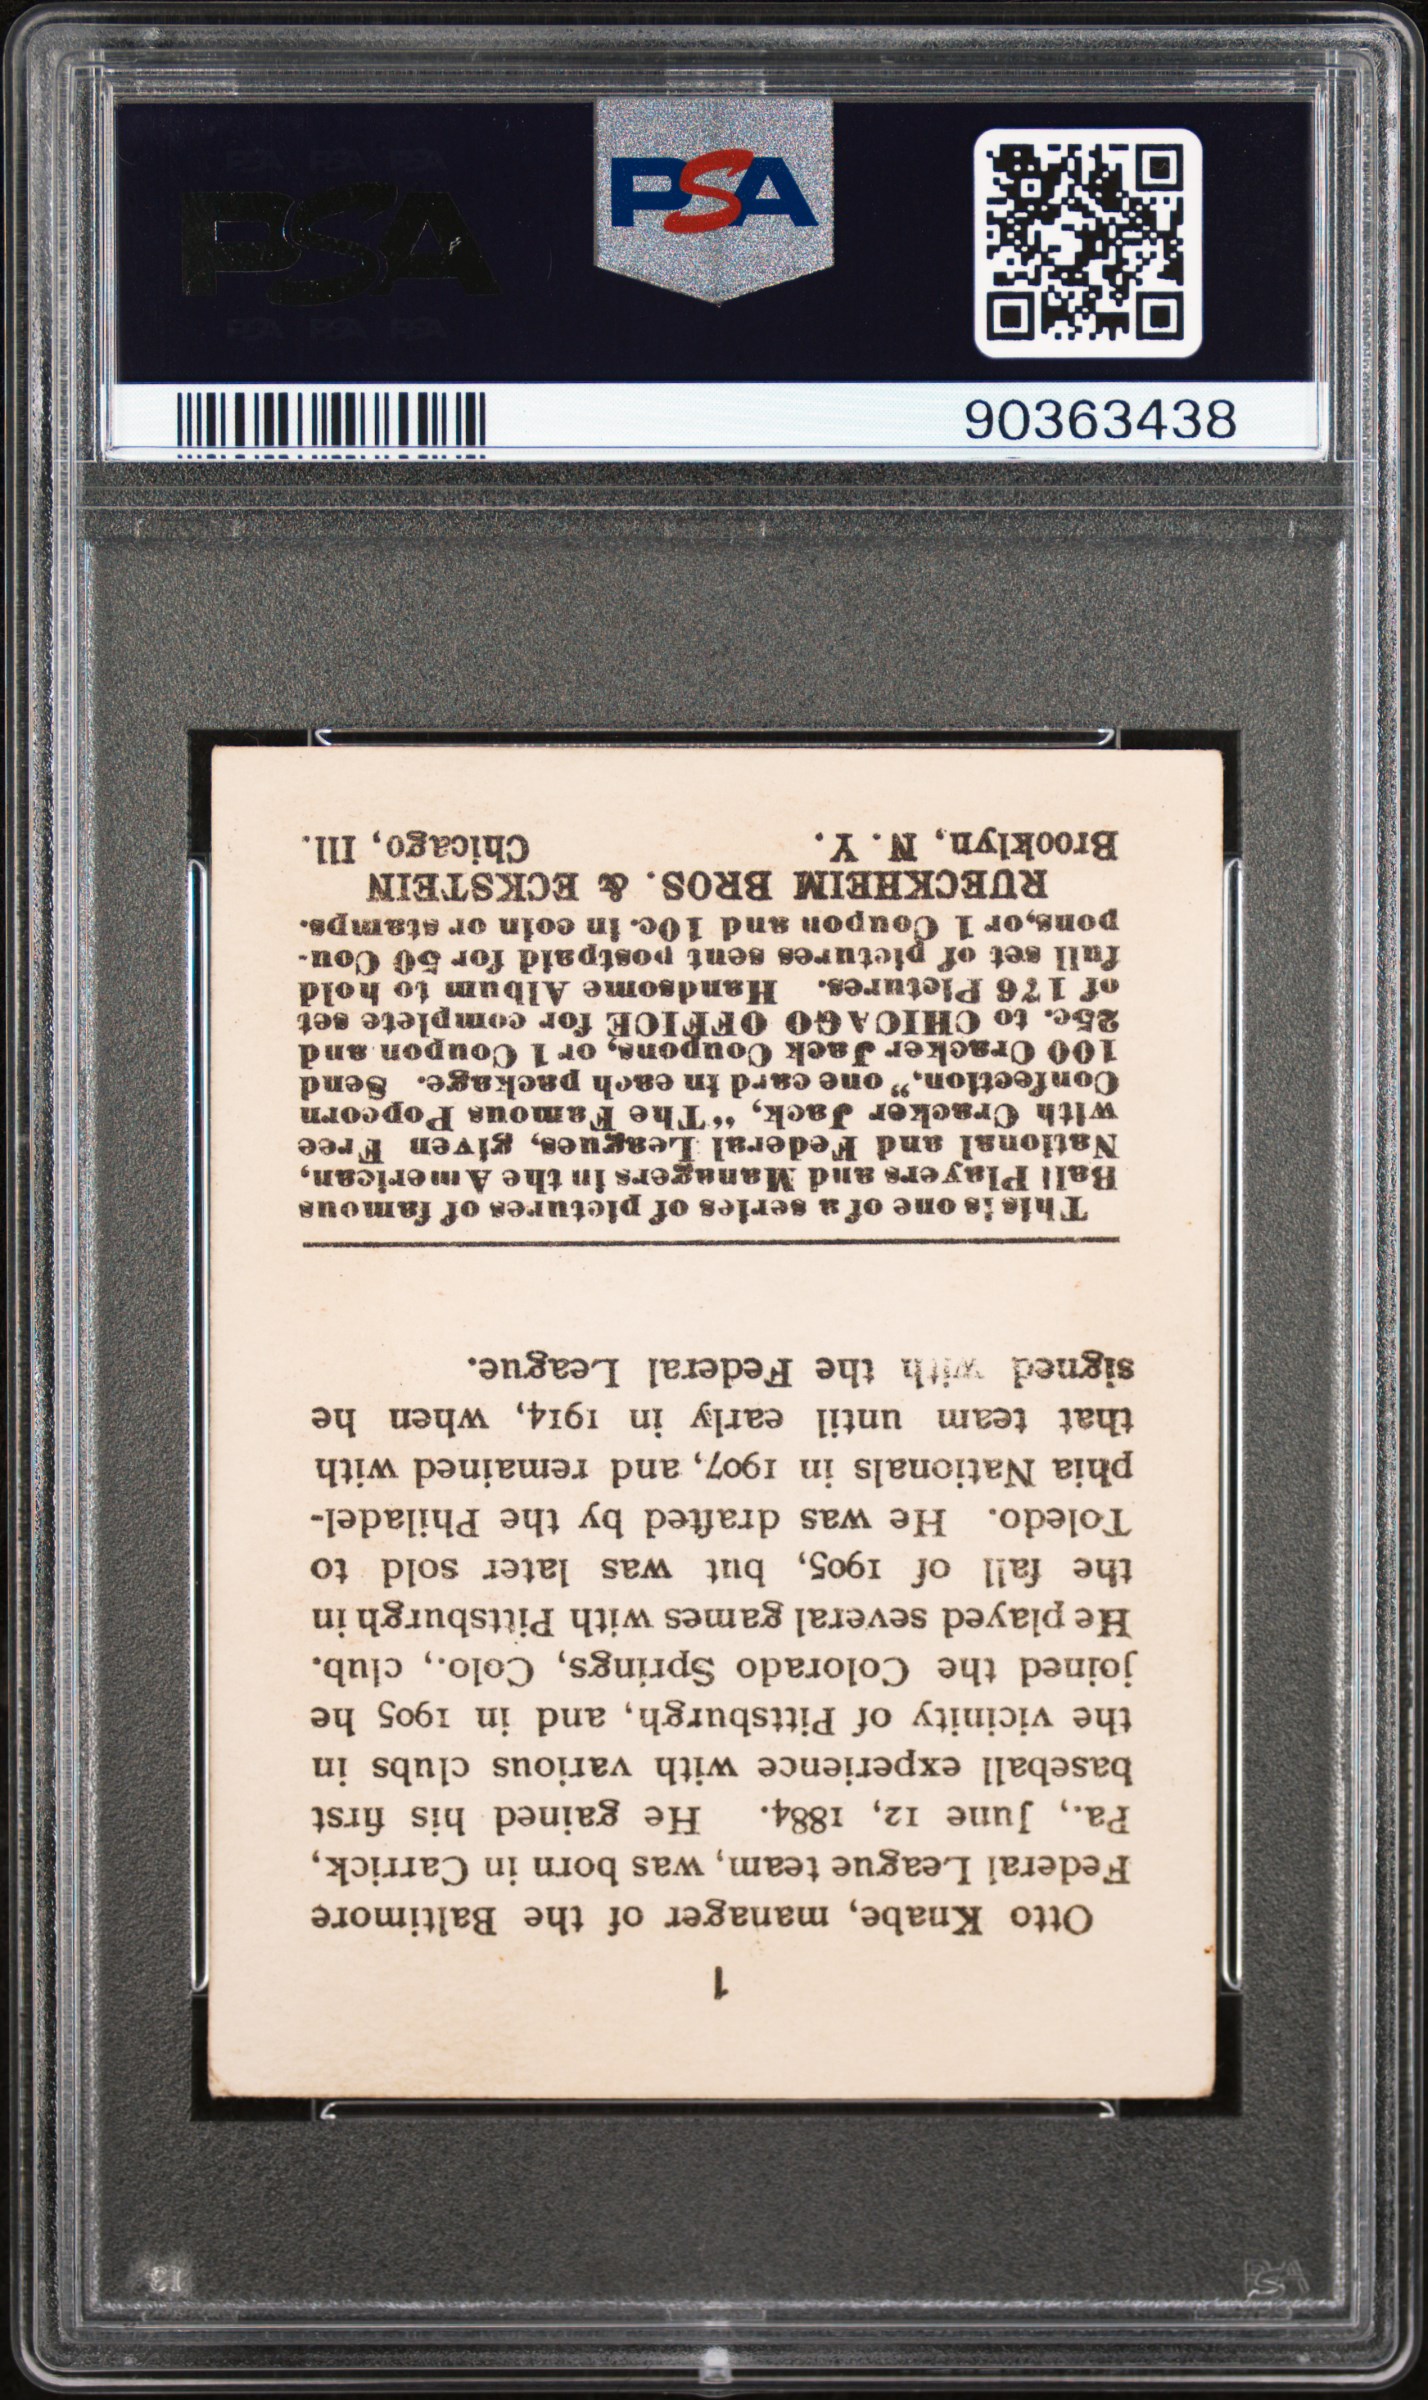 PSA
PSA
90363438
1
Otto Knabe, manager of the Baltimore
Federal League team, was born in Carrick,
Pa., June 12, 1884. He gained his first
baseball experience with various clubs in
the vicinity of Pittsburgh, and in 1905 he
joined the Colorado Springs, Colo., club.
He played several games with Pittsburgh in
the fall of 1905, but was later sold to
Toledo. He was drafted by the Philadel-
phia Nationals in 1907, and remained with
that team until early in 1914, when he
signed with the Federal League.
This is one of a series of pictures of famous
Ball Players and Managers in the American,
National and Federal Leagues, given Free
with Cracker Jack, "The Famous Popcorn
Confection," one card in each package. Send
100 Cracker Jack Coupons, or 1 Coupon and
25c. to CHICAGO OFFICE for complete set
of 176 Pictures. Handsome Album to hold
full set of pictures sent postpaid for 50 Cou-
pons, or 1 Coupon and 10c. in coin or stamps.
RUECKHEIM BROS. & ECKSTEIN
Brooklyn, N. Y. Chicago, Ill.
13
PSA